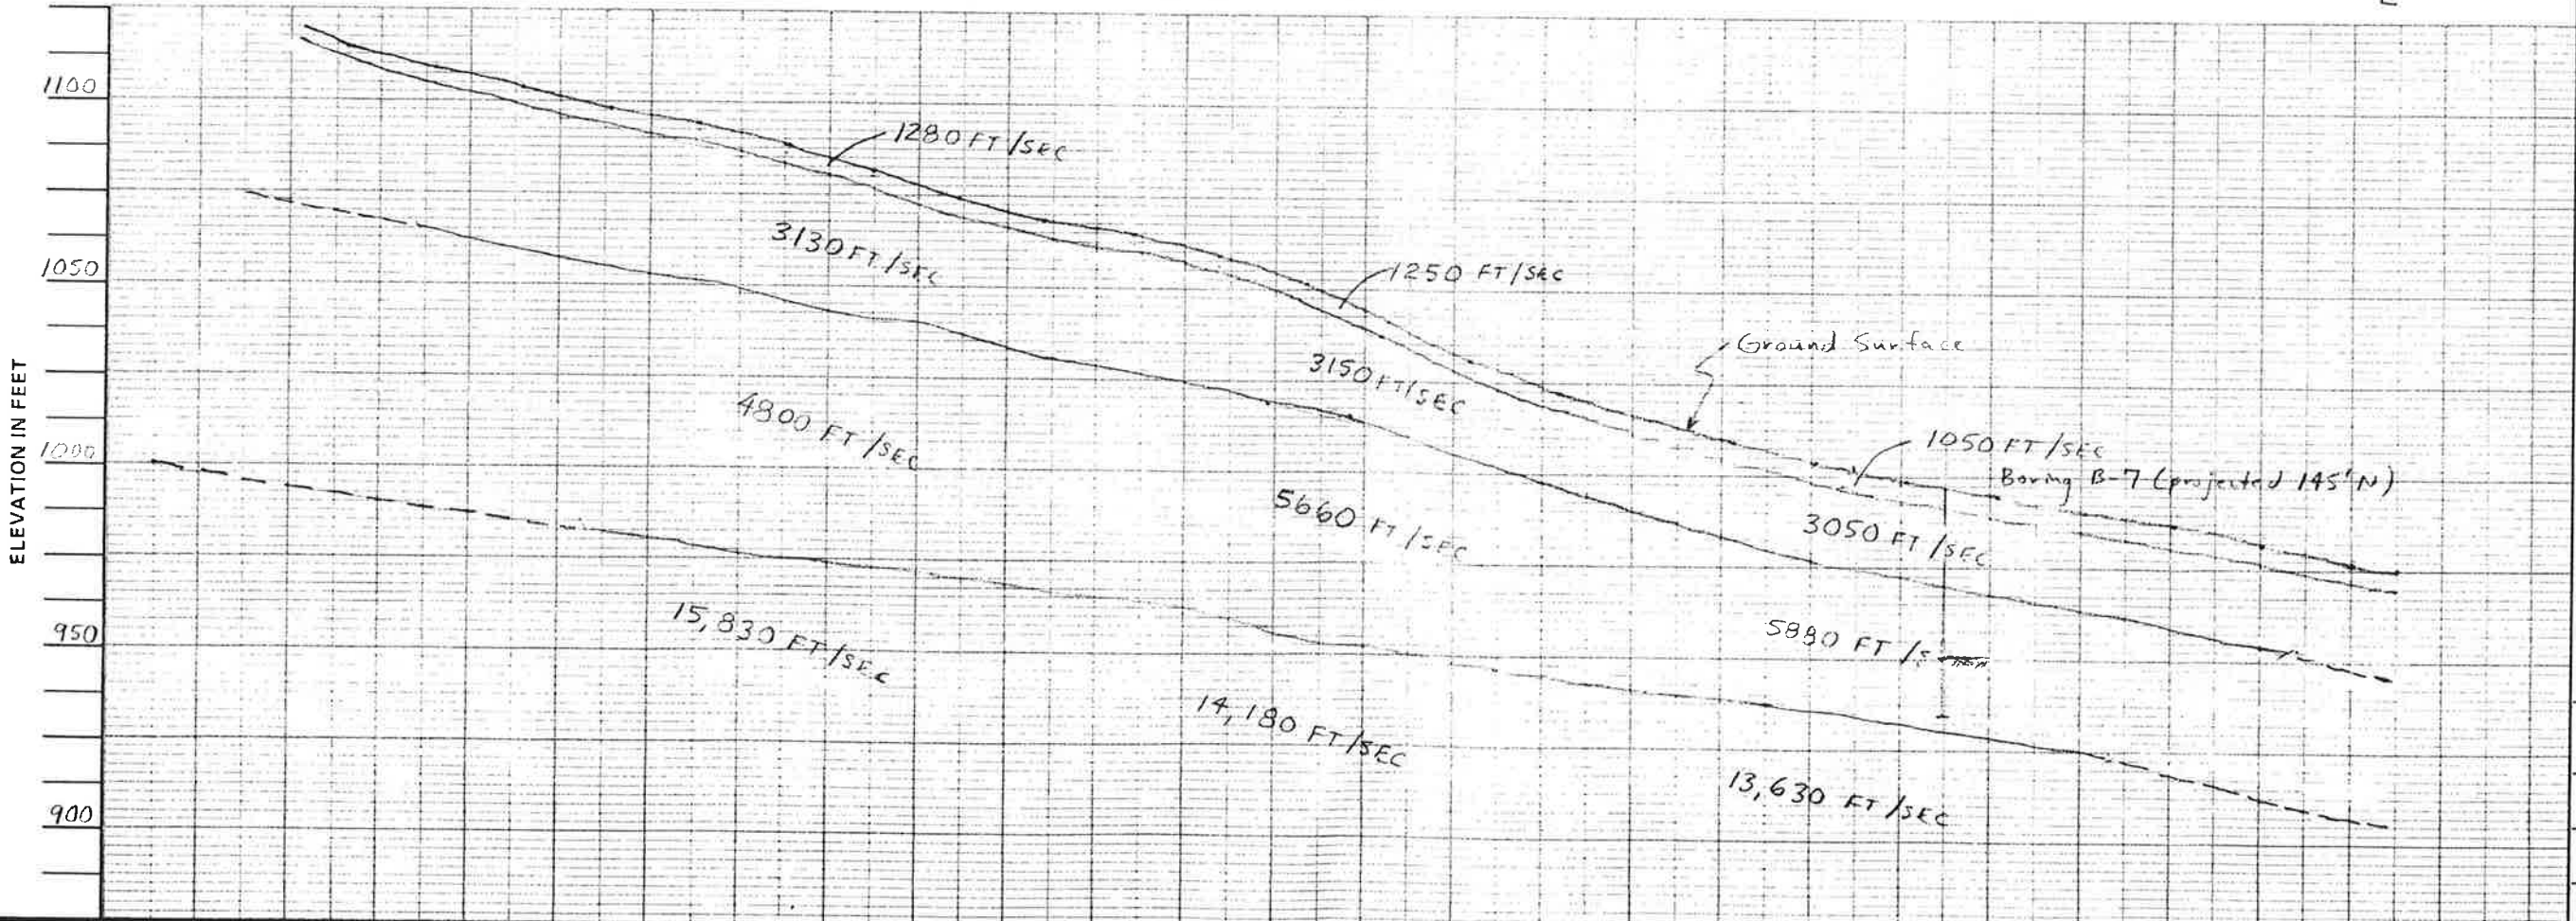 E
1100
1280 FT/SEC
3130 FT/SEC
1050
1250 FT/SEC
Ground Surface
3150 FT/SEC
ELEVATION IN FEET
4800 FT/SEC
1000
1050 FT/SEC
Boring B-7 (projected 145' N)
5660 FT/SEC
3050 FT/SEC
15,830 FT/SEC
950
5880 FT/S
14,180 FT/SEC
13,630 FT/SEC
900